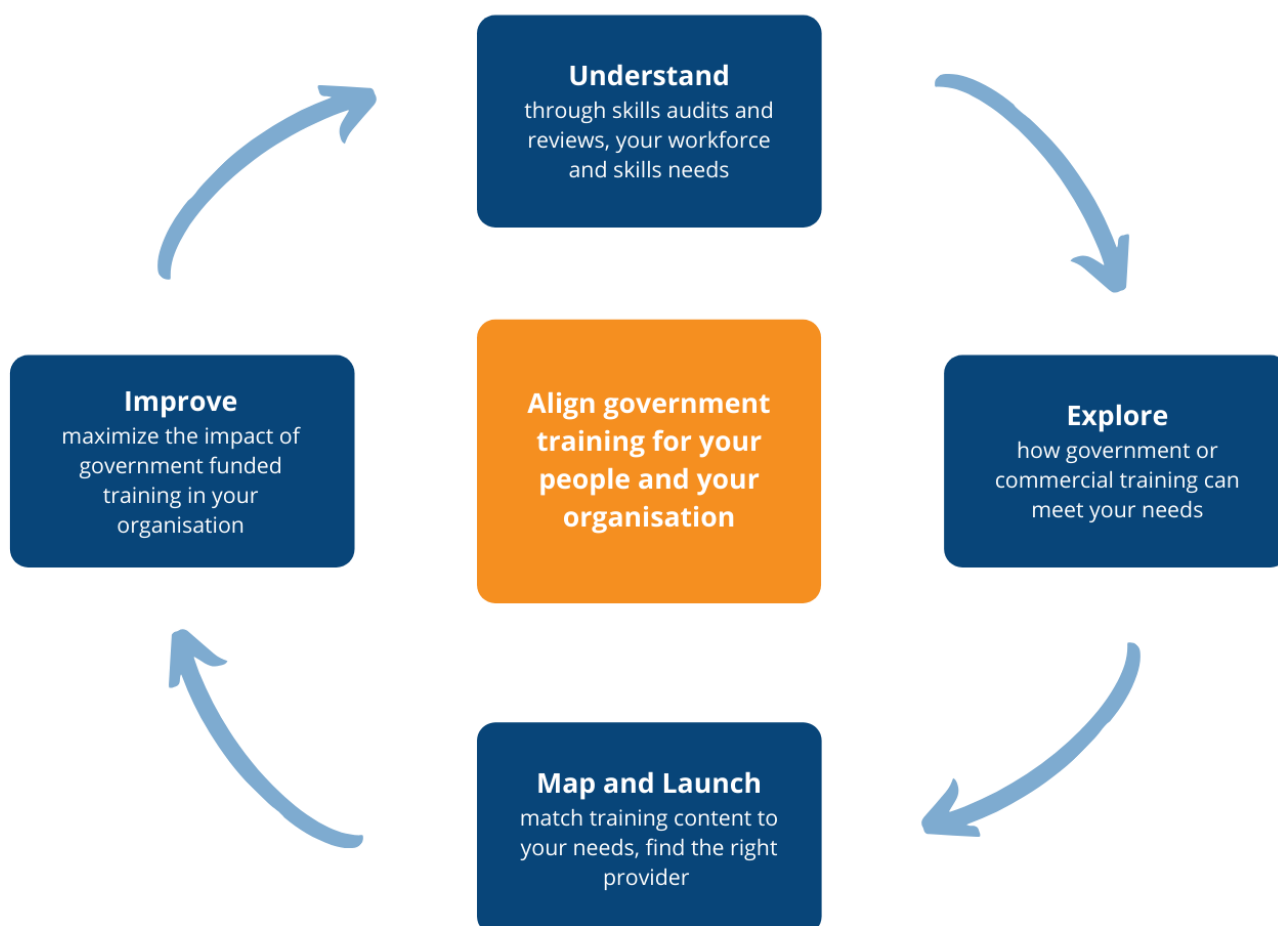 Understand
through skills audits and
reviews, your workforce
and skills needs
Improve
maximize the impact of
government funded
training in your
organisation
Align government
training for your
people and your
organisation
Explore
how government or
commercial training can
meet your needs
Map and Launch
match training content to
your needs, find the right
provider